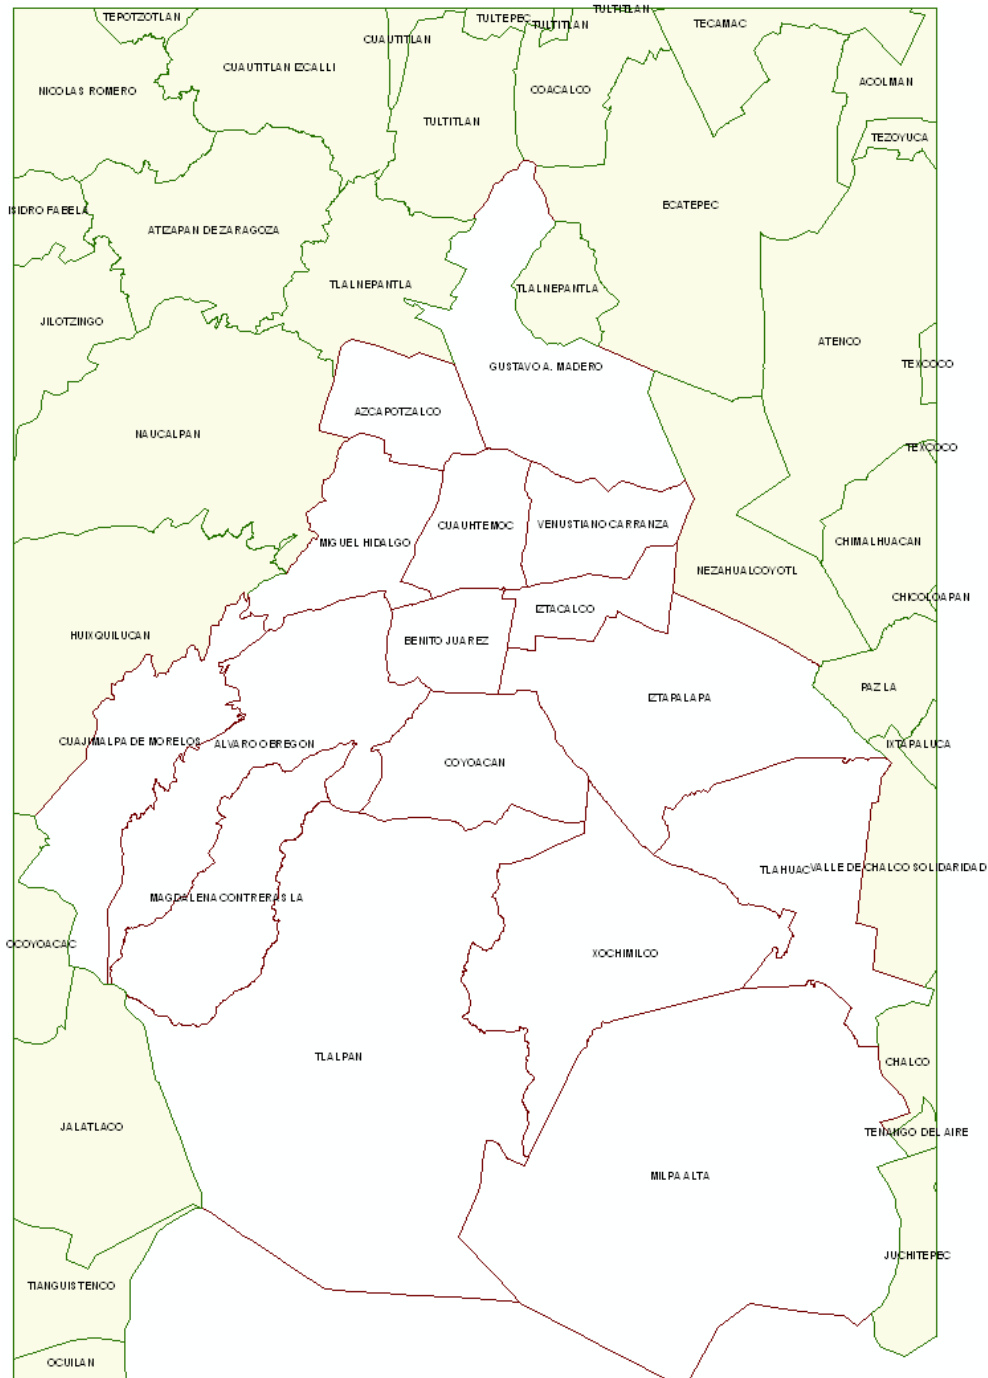 TULTITLAN
TEPOTZOTLAN
TULTEPEC
TULTITLAN
TECAMAC
CUAUTITLAN
CUAUTITLAN IZCALLI
ACOLMAN
NICOLAS ROMERO
COACALCO
TULTITLAN
TEZOYUCA
ISIDRO FABELA
ECATEPEC
ATIZAPAN DE ZARAGOZA
TLALNEPANTLA
TLALNEPANTLA
JILOTZINGO
ATENCO
TEXCOCO
GUSTAVO A. MADERO
AZCAPOTZALCO
NAUCALPAN
TEXCOCO
CUAUHTEMOC
VENUSTIANO CARRANZA
MIGUEL HIDALGO
CHIMALHUACAN
NEZAHUALCOYOTL
CHICOLOAPAN
IZTACALCO
HUIXQUILUCAN
BENITO JUAREZ
PAZ LA
IZTAPALAPA
CUAJIMALPA DE MORELOS
ALVARO OBREGON
IXTAPALUCA
COYOACAN
TLAHUAC
VALLE DE CHALCO SOLIDARIDAD
MAGDALENA CONTRERAS LA
OCOYOACAC
XOCHIMILCO
TLALPAN
CHALCO
JALATLACO
TENANGO DEL AIRE
MILPA ALTA
JUCHITEPEC
TIANGUISTENCO
OCUILAN